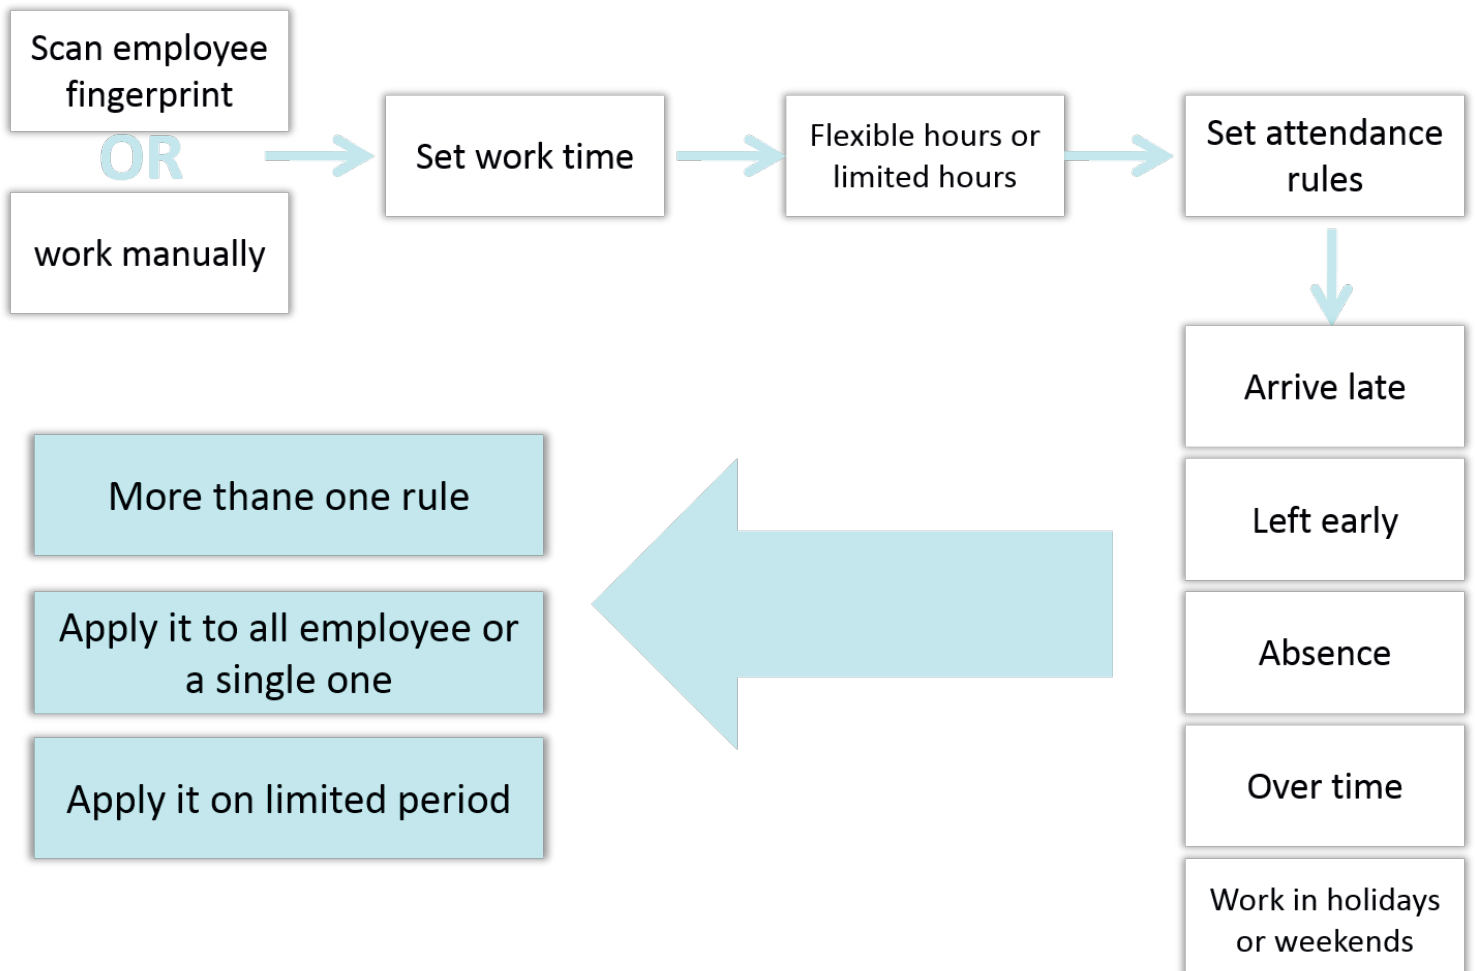 Scan employee
fingerprint
OR
work manually
Set work time
Flexible hours or
limited hours
Set attendance
rules
Arrive late
Left early
Absence
Over time
Work in holidays
or weekends
More thane one rule
Apply it to all employee or
a single one
Apply it on limited period